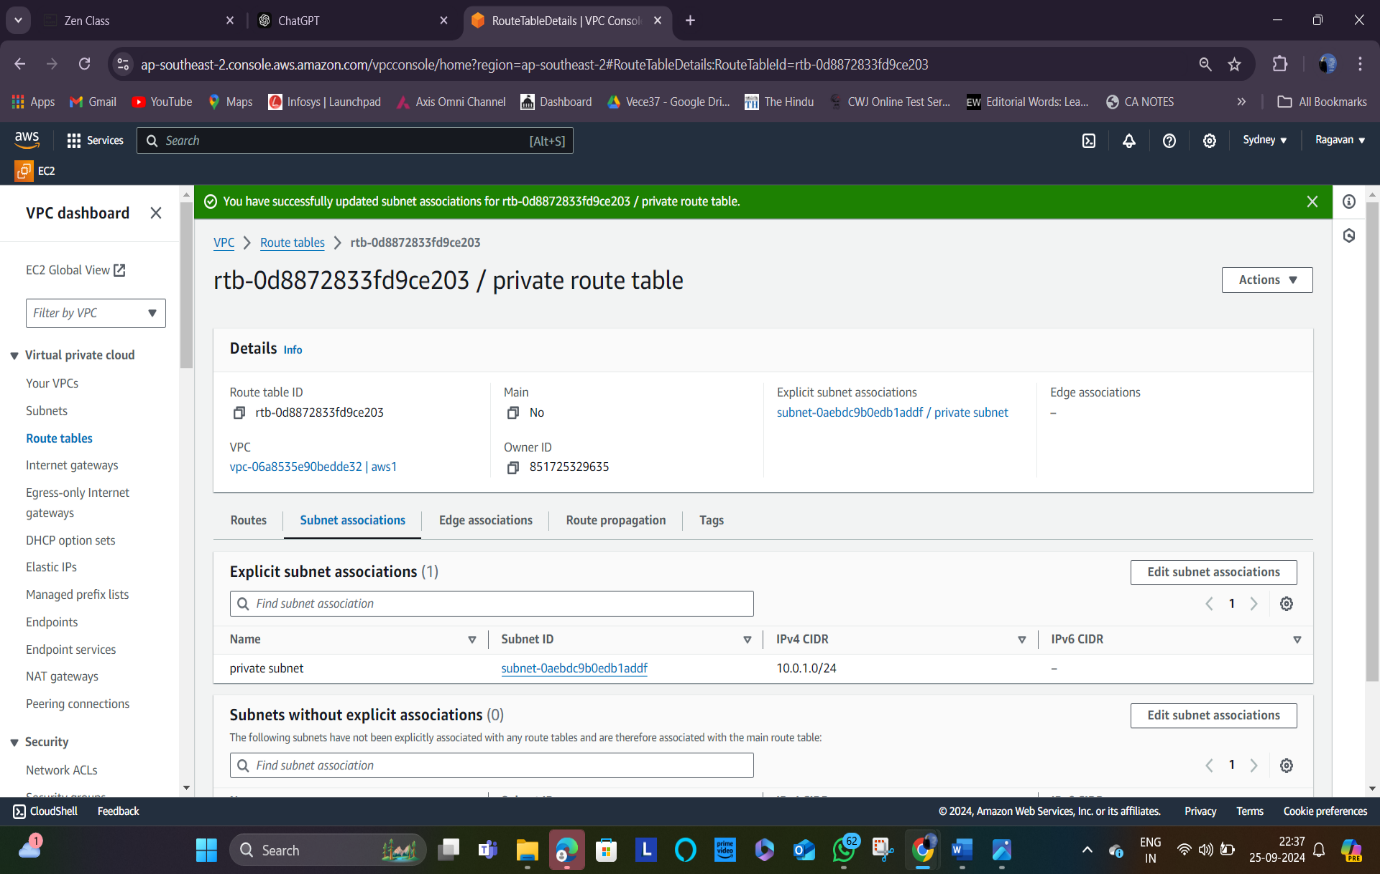 Zen Class
ChatGPT
RouteTableDetails | VPC Consol
ap-southeast-2.console.aws.amazon.com/vpcconsole/home?region=ap-southeast-2#RouteTableDetails:RouteTableId=rtb-0d8872833fd9ce203
Apps Gmail YouTube Maps Infosys | Launchpad Axis Omni Channel Dashboard Vece37 - Google Dri... The Hindu CWJ Online Test Ser... EW Editorial Words: Lea... CA NOTES » All Bookmarks
aws Services Search [Alt+S] Sydney Ragavan
EC2
VPC dashboard
EC2 Global View
Filter by VPC
Virtual private cloud
Your VPCs
Subnets
Route tables
Internet gateways
Egress-only Internet
gateways
DHCP option sets
Elastic IPs
Managed prefix lists
Endpoints
Endpoint services
NAT gateways
Peering connections
Security
Network ACLs
Security groups
You have successfully updated subnet associations for rtb-0d8872833fd9ce203 / private route table.
VPC Route tables rtb-0d8872833fd9ce203
rtb-0d8872833fd9ce203 / private route table
Actions
Details Info
Route table ID
rtb-0d8872833fd9ce203
Main
No
Explicit subnet associations
subnet-0aebdc9b0edb1addf / private subnet
Edge associations
–
VPC
vpc-06a8535e90bedde32 | aws1
Owner ID
851725329635
Routes Subnet associations Edge associations Route propagation Tags
Explicit subnet associations (1)
Edit subnet associations
Find subnet association
1
Name Subnet ID IPv4 CIDR IPv6 CIDR
private subnet subnet-0aebdc9b0edb1addf 10.0.1.0/24 –
Subnets without explicit associations (0)
Edit subnet associations
The following subnets have not been explicitly associated with any route tables and are therefore associated with the main route table:
Find subnet association
1
CloudShell Feedback © 2024, Amazon Web Services, Inc. or its affiliates. Privacy Terms Cookie preferences
1
Search
L
prime video
62
W
ENG
IN
22:37
25-09-2024
PRE